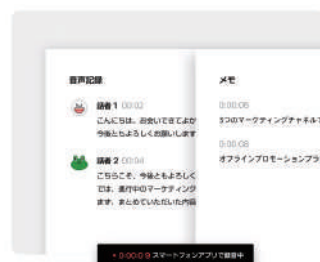 音声記録
話者 1 00:02
こんにちは、お会いできてよか
今後ともよろしくお願いします
話者 2 00:04
こちらこそ、今後ともよろしく
では、進行中のマーケティング
まず、まとめていただいた内容
メモ
0:00:06
3つのマーケティングチャネルで
0:00:08
オフラインプロモーションプラ
• 0:00:09 スマートフォンアプリで録音中